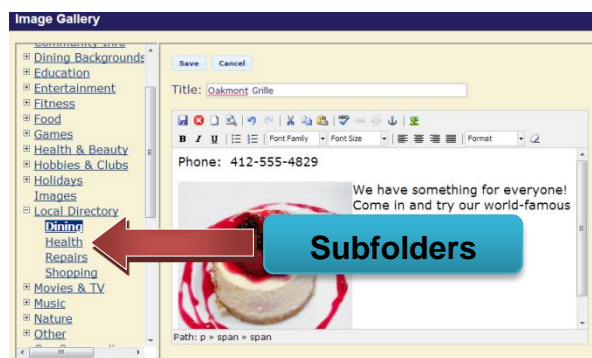 Image Gallery
Community Info
Dining Backgrounds
Education
Entertainment
Fitness
Food
Games
Health & Beauty
Hobbies & Clubs
Holidays
Images
Local Directory
Dining
Health
Repairs
Shopping
Movies & TV
Music
Nature
Other
Save Cancel
Title: Oakmont Grille
B I U Font Family Font Size Format
Phone: 412-555-4829
We have something for everyone!
Come in and try our world-famous
Subfolders
Path: p » span » span